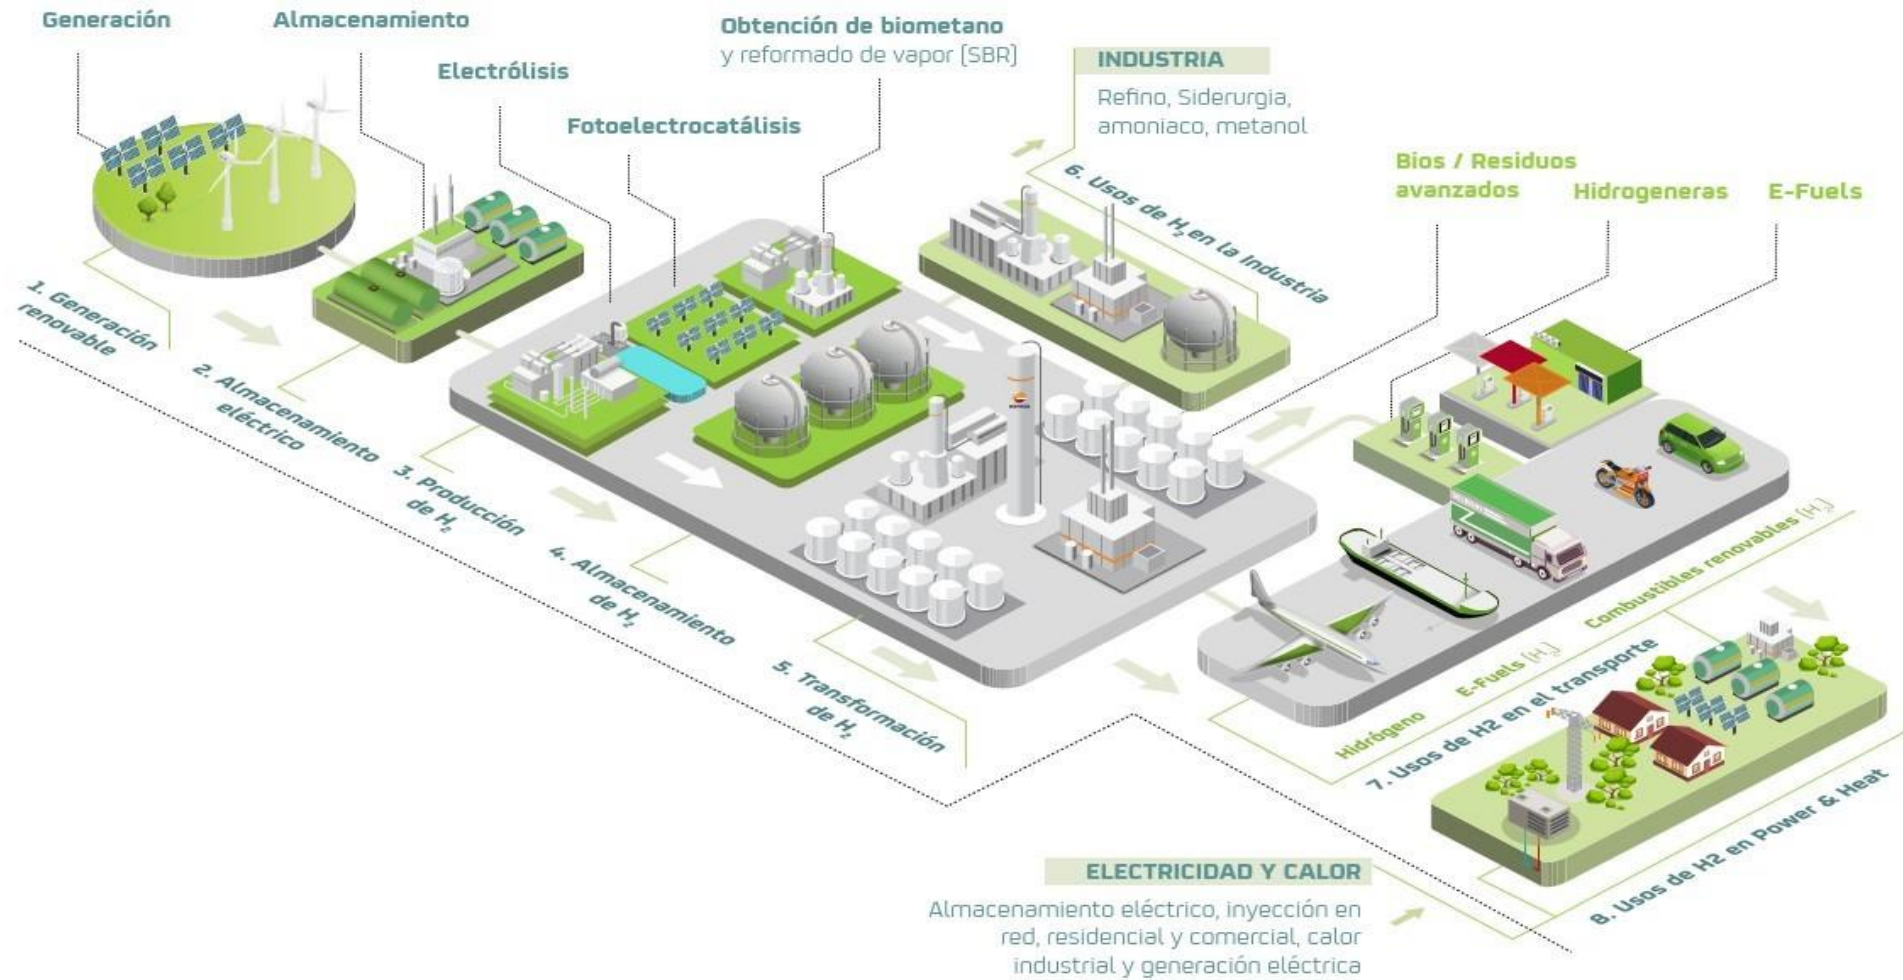 Generación
Almacenamiento
Electrólisis
Fotoelectrocatálisis
Obtención de biometano
y reformado de vapor (SBR)
INDUSTRIA
Refino, Siderurgia,
amoniaco, metanol
Bios / Residuos
avanzados
Hidrogeneras
E-Fuels
1. Generación
renovable
2. Almacenamiento
eléctrico
3. Producción
de H₂
4. Almacenamiento
de H₂
5. Transformación
de H₂
6. Usos de H₂ en la Industria
REPSOL
Hidrógeno
E-Fuels (H₂)
Combustibles renovables (H₂)
7. Usos de H2 en el transporte
8. Usos de H2 en Power & Heat
ELECTRICIDAD Y CALOR
Almacenamiento eléctrico, inyección en
red, residencial y comercial, calor
industrial y generación eléctrica